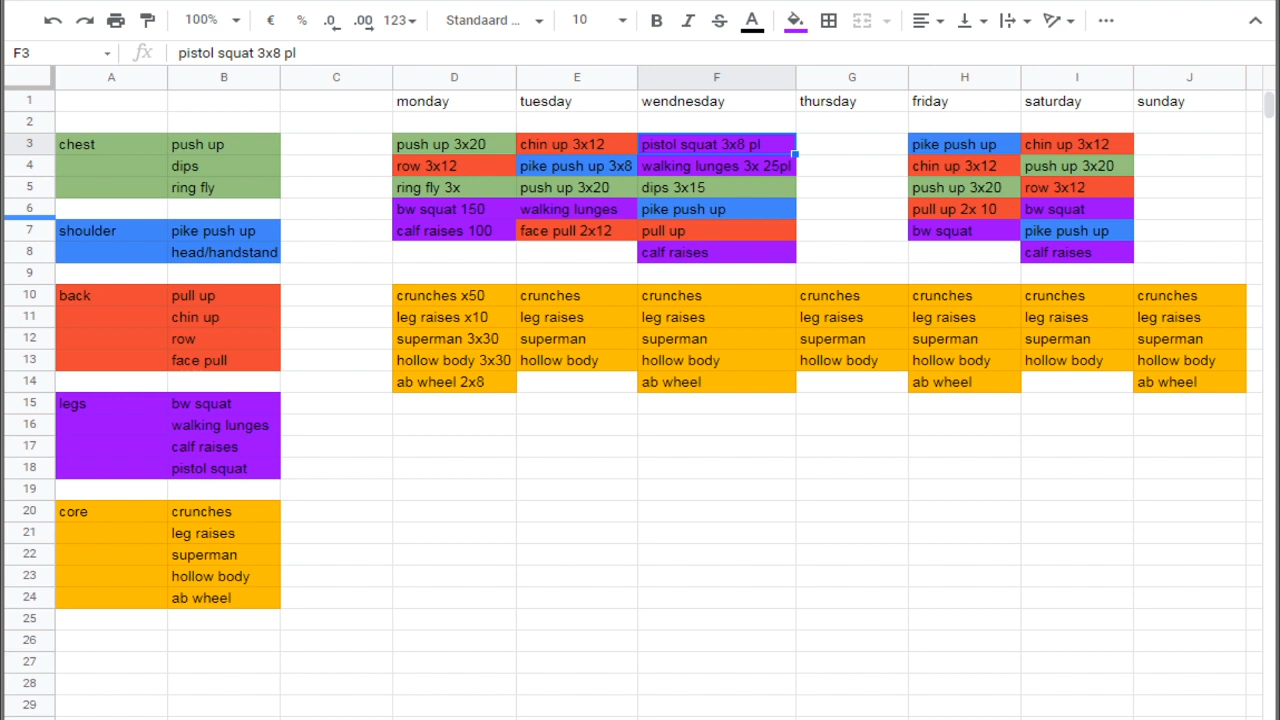 100% € % .0 .00 123 Standaard ... 10 B I S A
F3 fx pistol squat 3x8 pl
A B C D E F G H I J
1 monday tuesday wendnesday thursday friday saturday sunday
2
3 chest push up push up 3x20 chin up 3x12 pistol squat 3x8 pl pike push up chin up 3x12
4 dips row 3x12 pike push up 3x8 walking lunges 3x 25pl chin up 3x12 push up 3x20
5 ring fly ring fly 3x push up 3x20 dips 3x15 push up 3x20 row 3x12
6 bw squat 150 walking lunges pike push up pull up 2x 10 bw squat
7 shoulder pike push up calf raises 100 face pull 2x12 pull up bw squat pike push up
8 head/handstand calf raises calf raises
9
10 back pull up crunches x50 crunches crunches crunches crunches crunches crunches
11 chin up leg raises x10 leg raises leg raises leg raises leg raises leg raises leg raises
12 row superman 3x30 superman superman superman superman superman superman
13 face pull hollow body 3x30 hollow body hollow body hollow body hollow body hollow body hollow body
14 ab wheel 2x8 ab wheel ab wheel ab wheel
15 legs bw squat
16 walking lunges
17 calf raises
18 pistol squat
19
20 core crunches
21 leg raises
22 superman
23 hollow body
24 ab wheel
25
26
27
28
29